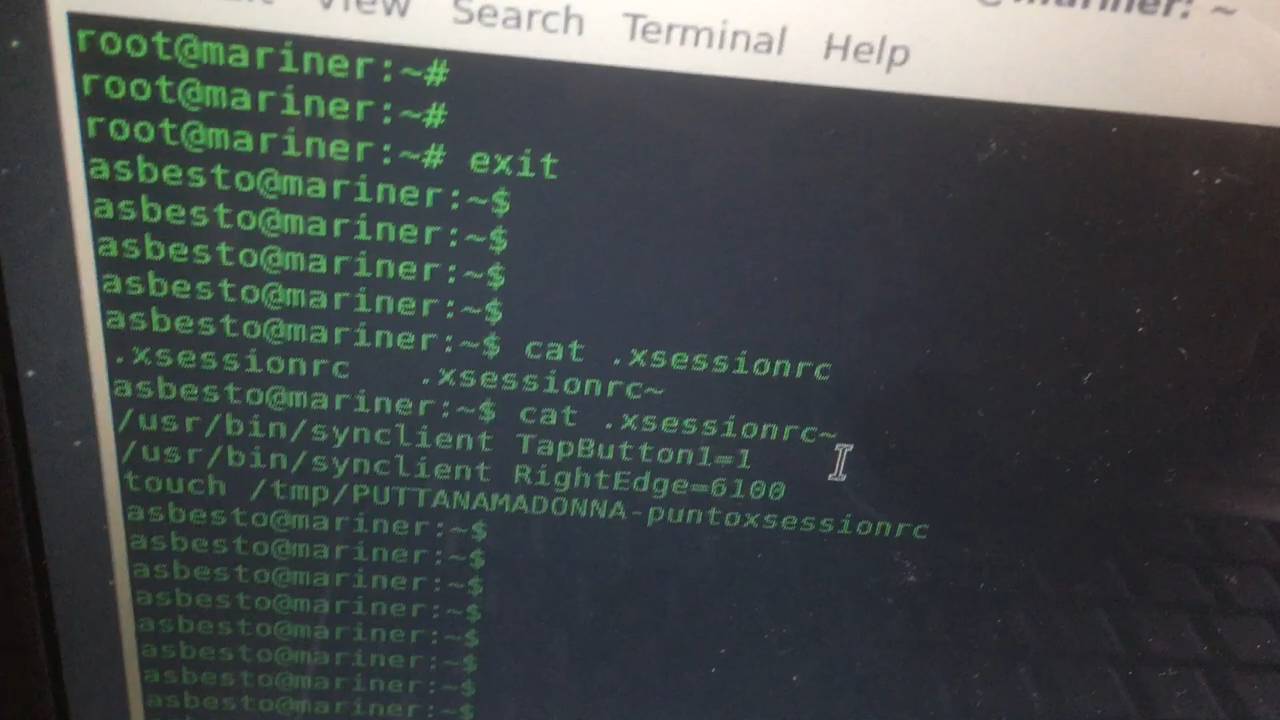 View Search Terminal Help
root@mariner:~#
root@mariner:~#
root@mariner:~# exit
asbesto@mariner:~$
asbesto@mariner:~$
asbesto@mariner:~$
asbesto@mariner:~$
asbesto@mariner:~$ cat .xsessionrc
.xsessionrc .xsessionrc~
asbesto@mariner:~$ cat .xsessionrc~
/usr/bin/synclient TapButton1=1
/usr/bin/synclient RightEdge=6100
touch /tmp/PUTTANAMADONNA-puntoxsessionrc
asbesto@mariner:~$
asbesto@mariner:~$
asbesto@mariner:~$
asbesto@mariner:~$
asbesto@mariner:~$
asbesto@mariner:~$
asbesto@mariner:~$
asbesto@mariner:~$